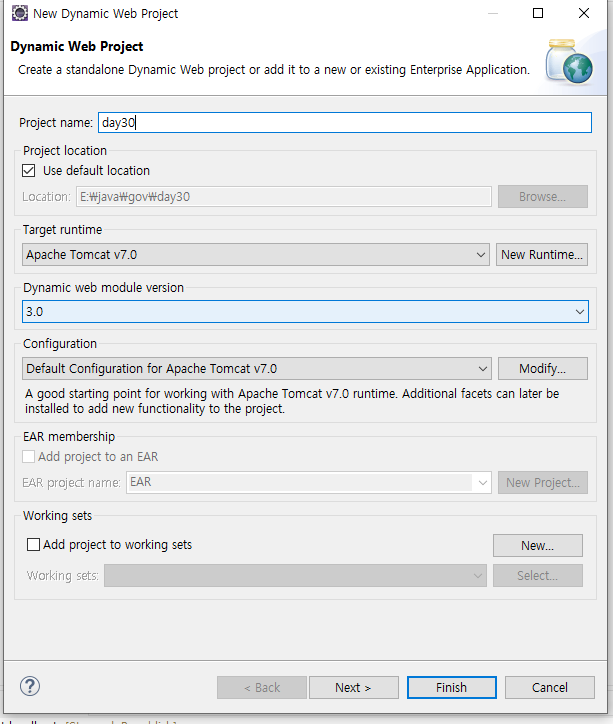 New Dynamic Web Project
Dynamic Web Project
Create a standalone Dynamic Web project or add it to a new or existing Enterprise Application.
Project name: day30
Project location
Use default location
Location: E:₩java₩gov₩day30 Browse...
Target runtime
Apache Tomcat v7.0 New Runtime...
Dynamic web module version
3.0
Configuration
Default Configuration for Apache Tomcat v7.0 Modify...
A good starting point for working with Apache Tomcat v7.0 runtime. Additional facets can later be
installed to add new functionality to the project.
EAR membership
Add project to an EAR
EAR project name: EAR New Project...
Working sets
Add project to working sets New...
Working sets: Select...
? < Back Next > Finish Cancel